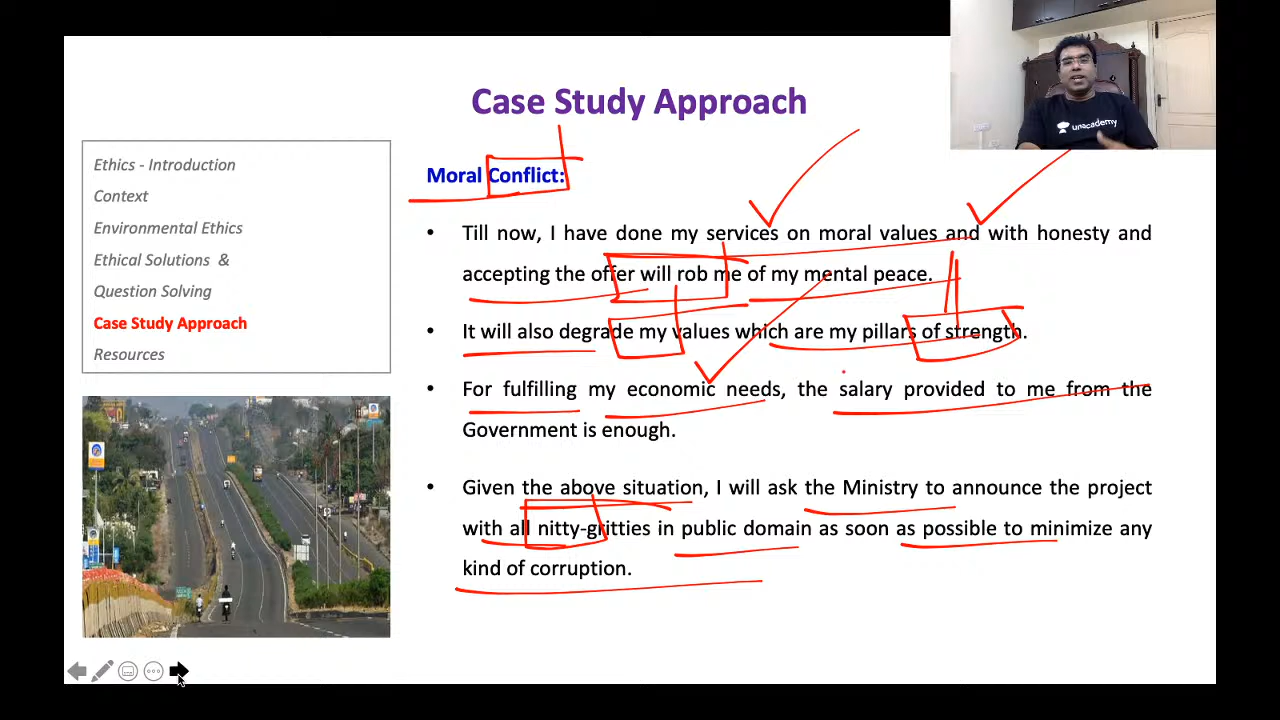 Case Study Approach
unacademy
Ethics - Introduction
Context
Environmental Ethics
Ethical Solutions &
Question Solving
Case Study Approach
Resources
Moral Conflict:
• Till now, I have done my services on moral values and with honesty and
accepting the offer will rob me of my mental peace.
• It will also degrade my values which are my pillars of strength.
• For fulfilling my economic needs, the salary provided to me from the
Government is enough.
• Given the above situation, I will ask the Ministry to announce the project
with all nitty-gritties in public domain as soon as possible to minimize any
kind of corruption.